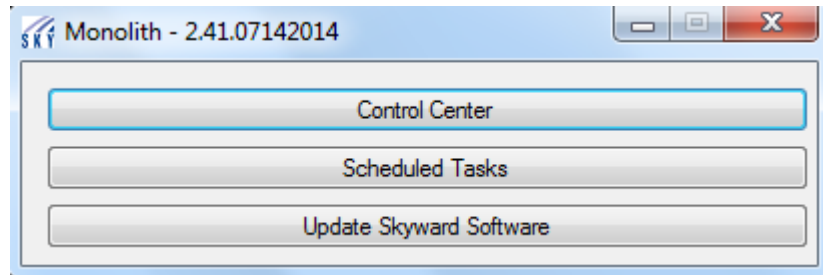 SKY Monolith - 2.41.07142014
Control Center
Scheduled Tasks
Update Skyward Software